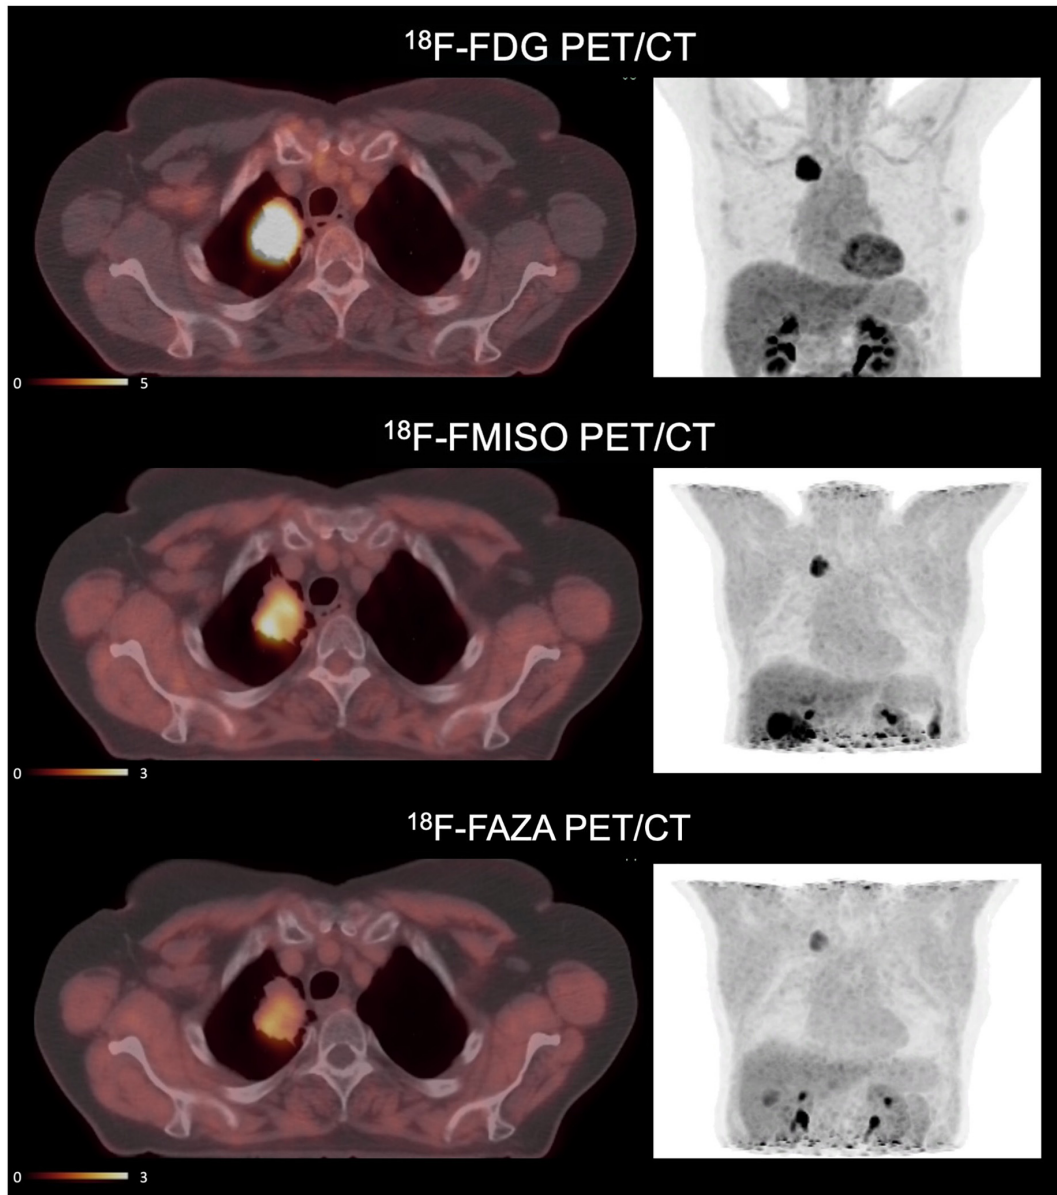 ¹⁸F-FDG PET/CT
0 5
¹⁸F-FMISO PET/CT
0 3
¹⁸F-FAZA PET/CT
0 3